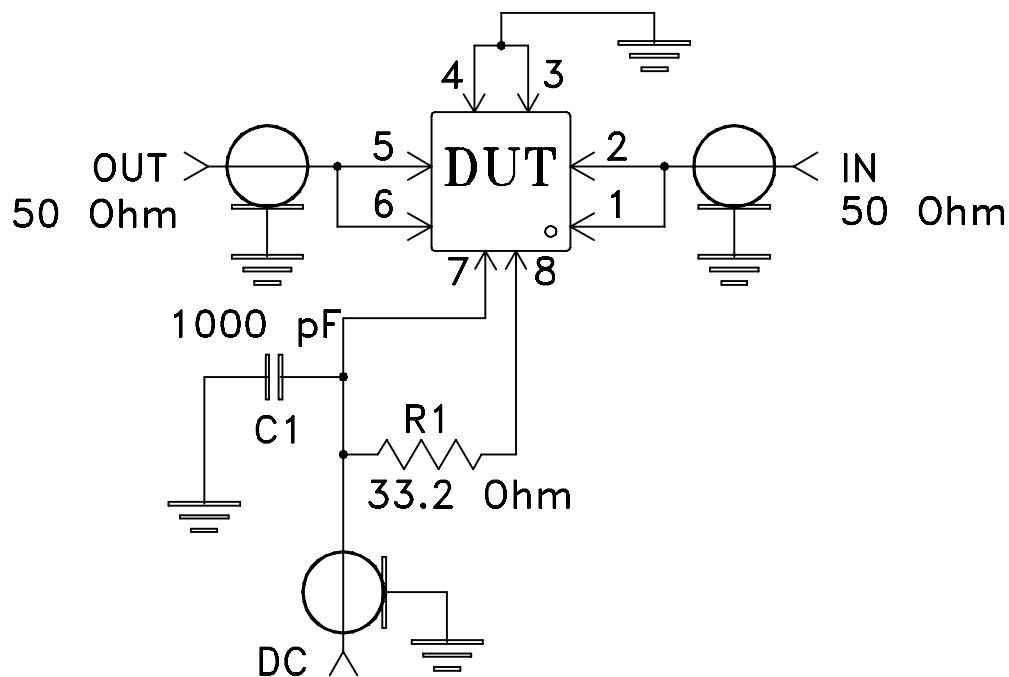 4
3
OUT
50 Ohm
5
6
DUT
2
1
IN
50 Ohm
7
8
1000 pF
C1
R1
33.2 Ohm
DC